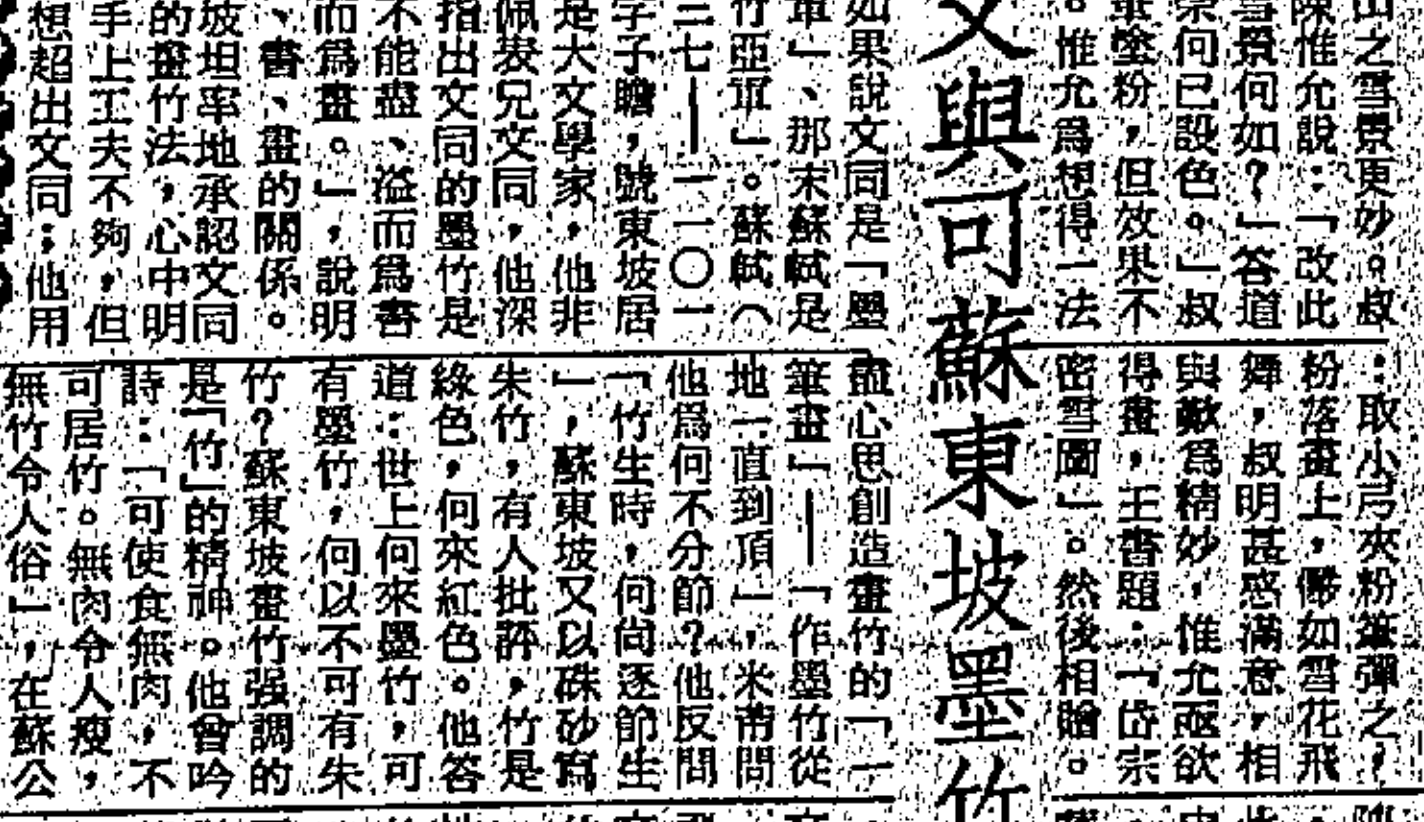 山之雪景更妙。叔
陳惟允說：「改此
雪景何如？」答道
奈何已設色。」叔
筆墜粉，但效果不
。惟允爲想得一法
：取小弓夾粉筆彈之，
粉落畫上，儼如雪花飛
舞，叔明甚感滿意，相
與歎爲精妙，惟允亟欲
得畫，王書題：「岱宗
密雪圖」。然後相贈。
文與可蘇東坡墨竹
如果說文同是「墨
軍」、那末蘇軾是
竹亞軍」。蘇軾（
三七——一一〇一
字子瞻，號東坡居
是大文學家，他非
佩表兄文同，他深
指出文同的墨竹是
不能盡、溢而爲書
而爲畫。」，說明
、書、畫的關係。
坡坦率地承認文同
的畫竹法，心中明
手上工夫不夠，但
想超出文同；他用
盡心思創造畫竹的「一
筆畫」——「作墨竹從
地一直到頂」，米芾問
他爲何不分節？他反問
「竹生時，何尚逐節生
」，蘇東坡又以硃砂寫
朱竹，有人批評，竹是
綠色，何來紅色。他答
道：世上何來墨竹，可
有墨竹，何以不可有朱
竹？蘇東坡畫竹强調的
是「竹」的精神。他曾吟
詩：「可使食無肉，不
可居竹。無肉令人瘦，
無竹令人俗」，在蘇公